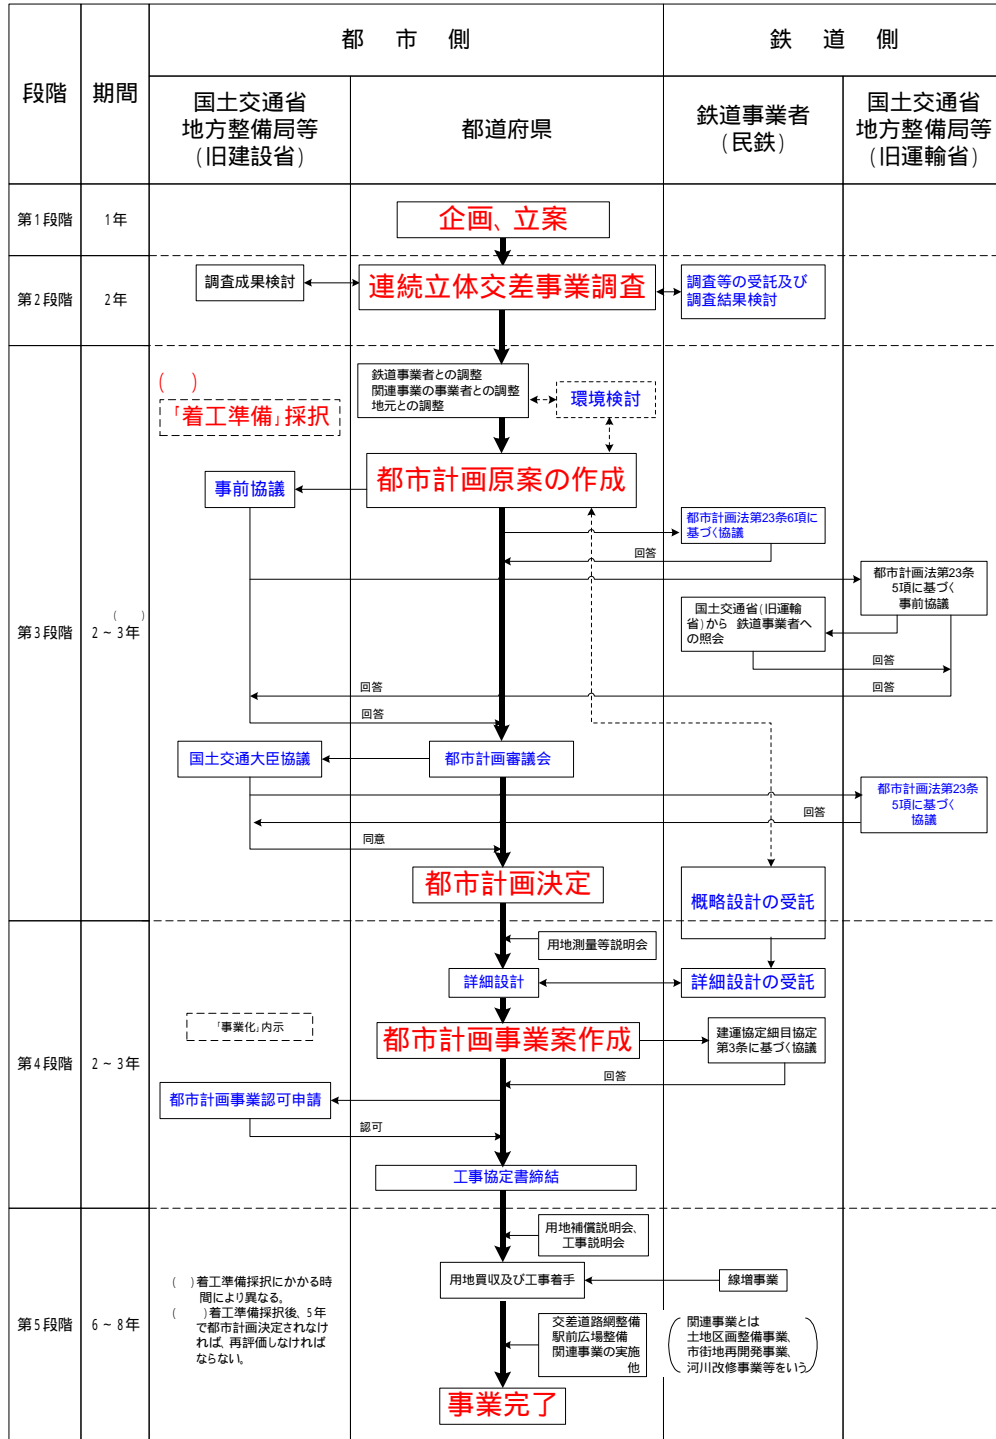 都 市 側
鉄 道 側
段階
期間
国土交通省
地方整備局等
(旧建設省)
都道府県
鉄道事業者
(民鉄)
国土交通省
地方整備局等
(旧運輸省)
第1段階
1年
企画、立案
第2段階
2年
調査成果検討
連続立体交差事業調査
調査等の受託及び
調査結果検討
第3段階
( )
2～3年
( )
「着工準備」採択
鉄道事業者との調整
関連事業の事業者との調整
地元との調整
環境検討
都市計画原案の作成
事前協議
都市計画法第23条6項に
基づく協議
回答
都市計画法第23条
5項に基づく
事前協議
国土交通省(旧運輸
省)から 鉄道事業者へ
の照会
回答
回答
回答
回答
国土交通大臣協議
都市計画審議会
都市計画法第23条
5項に基づく
協議
回答
同意
都市計画決定
概略設計の受託
第4段階
2～3年
用地測量等説明会
詳細設計
詳細設計の受託
「事業化」内示
都市計画事業案作成
建運協定細目協定
第3条に基づく協議
回答
都市計画事業認可申請
認可
工事協定書締結
第5段階
6～8年
用地補償説明会、
工事説明会
用地買収及び工事着手
線増事業
( )着工準備採択にかかる時
間により異なる。
( )着工準備採択後、5年
で都市計画決定されなけ
れば、再評価しなければ
ならない。
交差道路網整備
駅前広場整備
関連事業の実施
他
関連事業とは
土地区画整備事業、
市街地再開発事業、
河川改修事業等をいう
事業完了